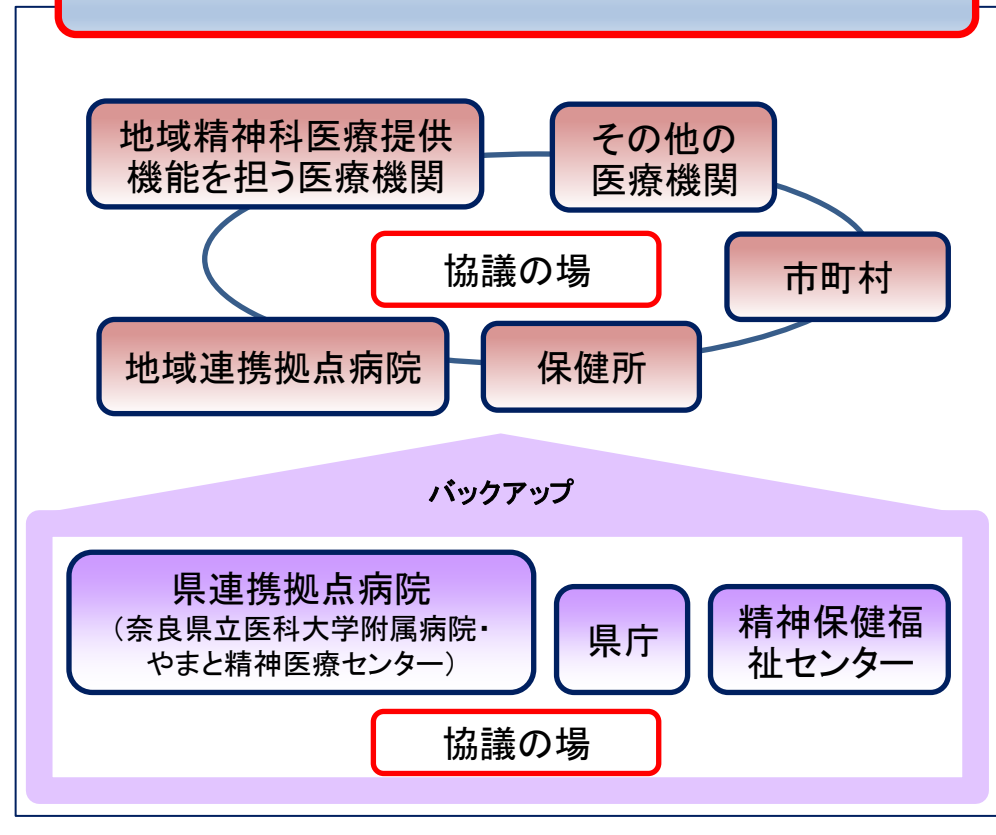 地域精神科医療提供
機能を担う医療機関
その他の
医療機関
協議の場
市町村
地域連携拠点病院
保健所
バックアップ
県連携拠点病院
（奈良県立医科大学附属病院・
やまと精神医療センター）
県庁
精神保健福
祉センター
協議の場